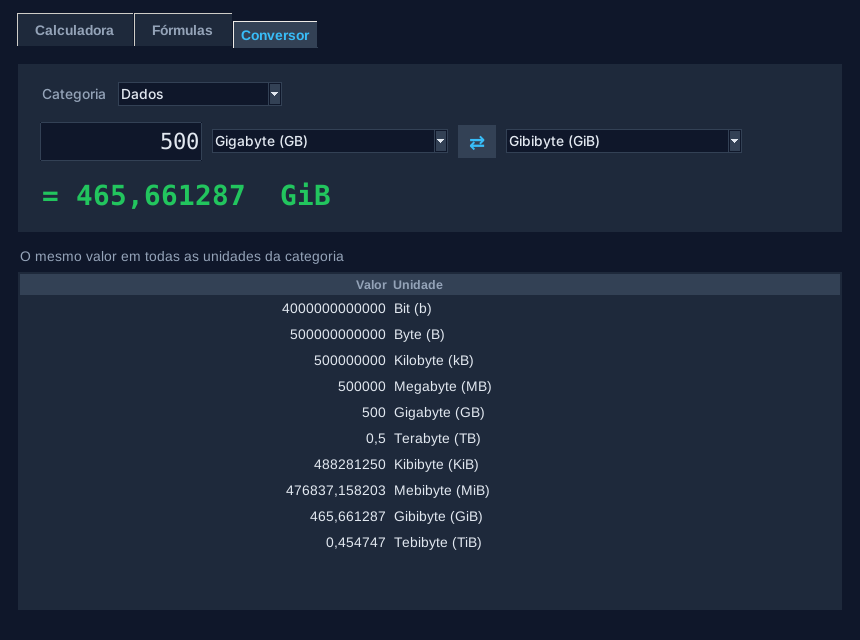 Calculadora Fórmulas Conversor
Categoria Dados
500 Gigabyte (GB) ⇄ Gibibyte (GiB)
= 465,661287 GiB
O mesmo valor em todas as unidades da categoria
Valor Unidade
4000000000000 Bit (b)
500000000000 Byte (B)
500000000 Kilobyte (kB)
500000 Megabyte (MB)
500 Gigabyte (GB)
0,5 Terabyte (TB)
488281250 Kibibyte (KiB)
476837,158203 Mebibyte (MiB)
465,661287 Gibibyte (GiB)
0,454747 Tebibyte (TiB)